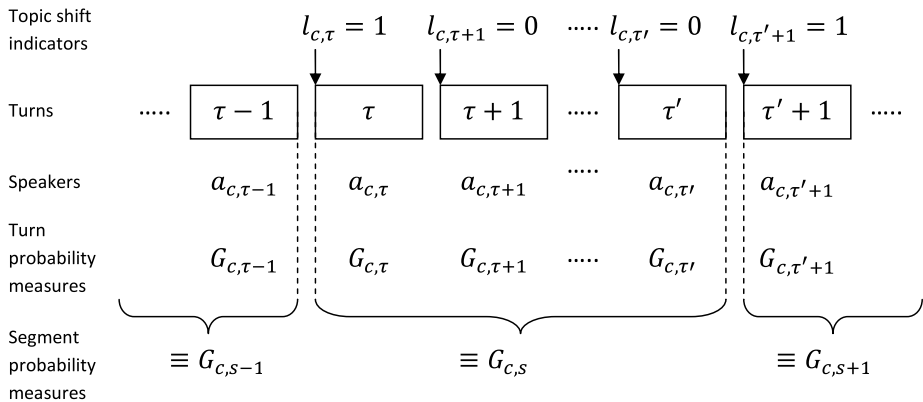 Topic shift
indicators
l_{c,τ} = 1 l_{c,τ+1} = 0 ····· l_{c,τ′} = 0 l_{c,τ′+1} = 1
Turns
····· τ − 1 τ τ + 1 ····· τ′ τ′ + 1 ·····
Speakers
a_{c,τ−1} a_{c,τ} a_{c,τ+1} ····· a_{c,τ′} a_{c,τ′+1}
Turn
probability
measures
G_{c,τ−1} G_{c,τ} G_{c,τ+1} ····· G_{c,τ′} G_{c,τ′+1}
Segment
probability
measures
≡ G_{c,s−1} ≡ G_{c,s} ≡ G_{c,s+1}